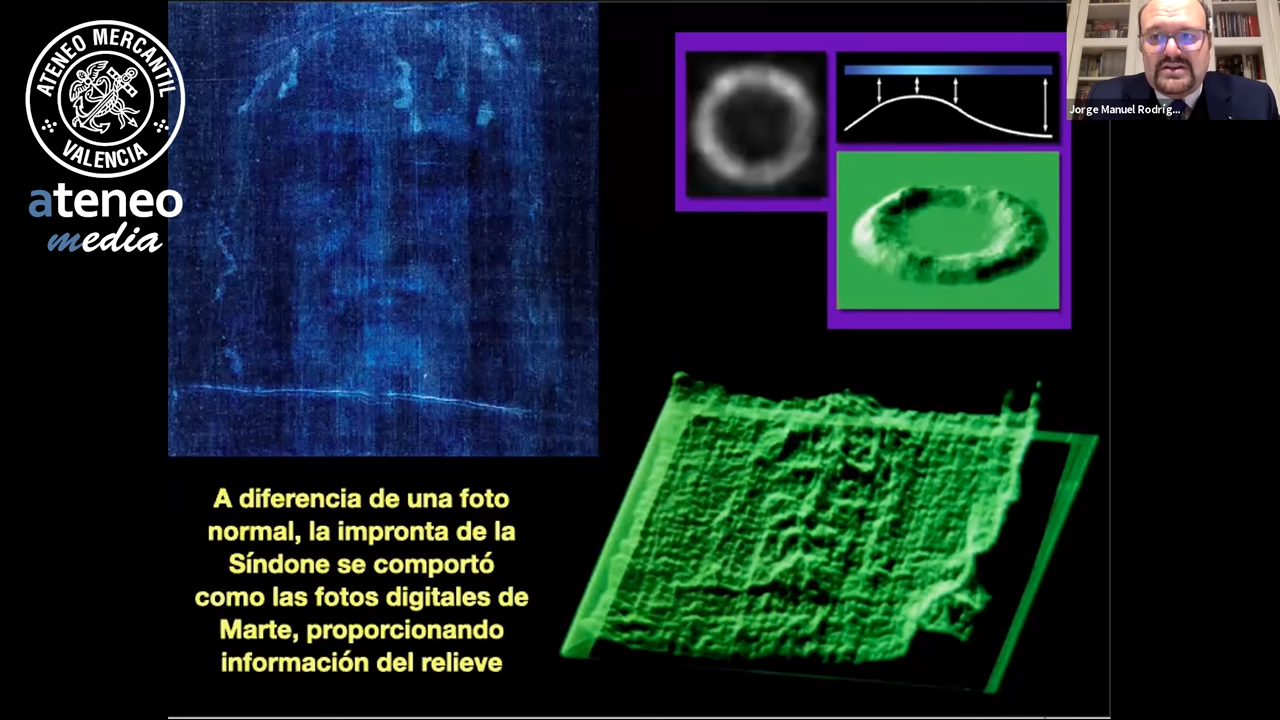 ATENEO MERCANTIL
VALENCIA
ateneo
media
Jorge Manuel Rodríg...
A diferencia de una foto
normal, la impronta de la
Síndone se comportó
como las fotos digitales de
Marte, proporcionando
información del relieve